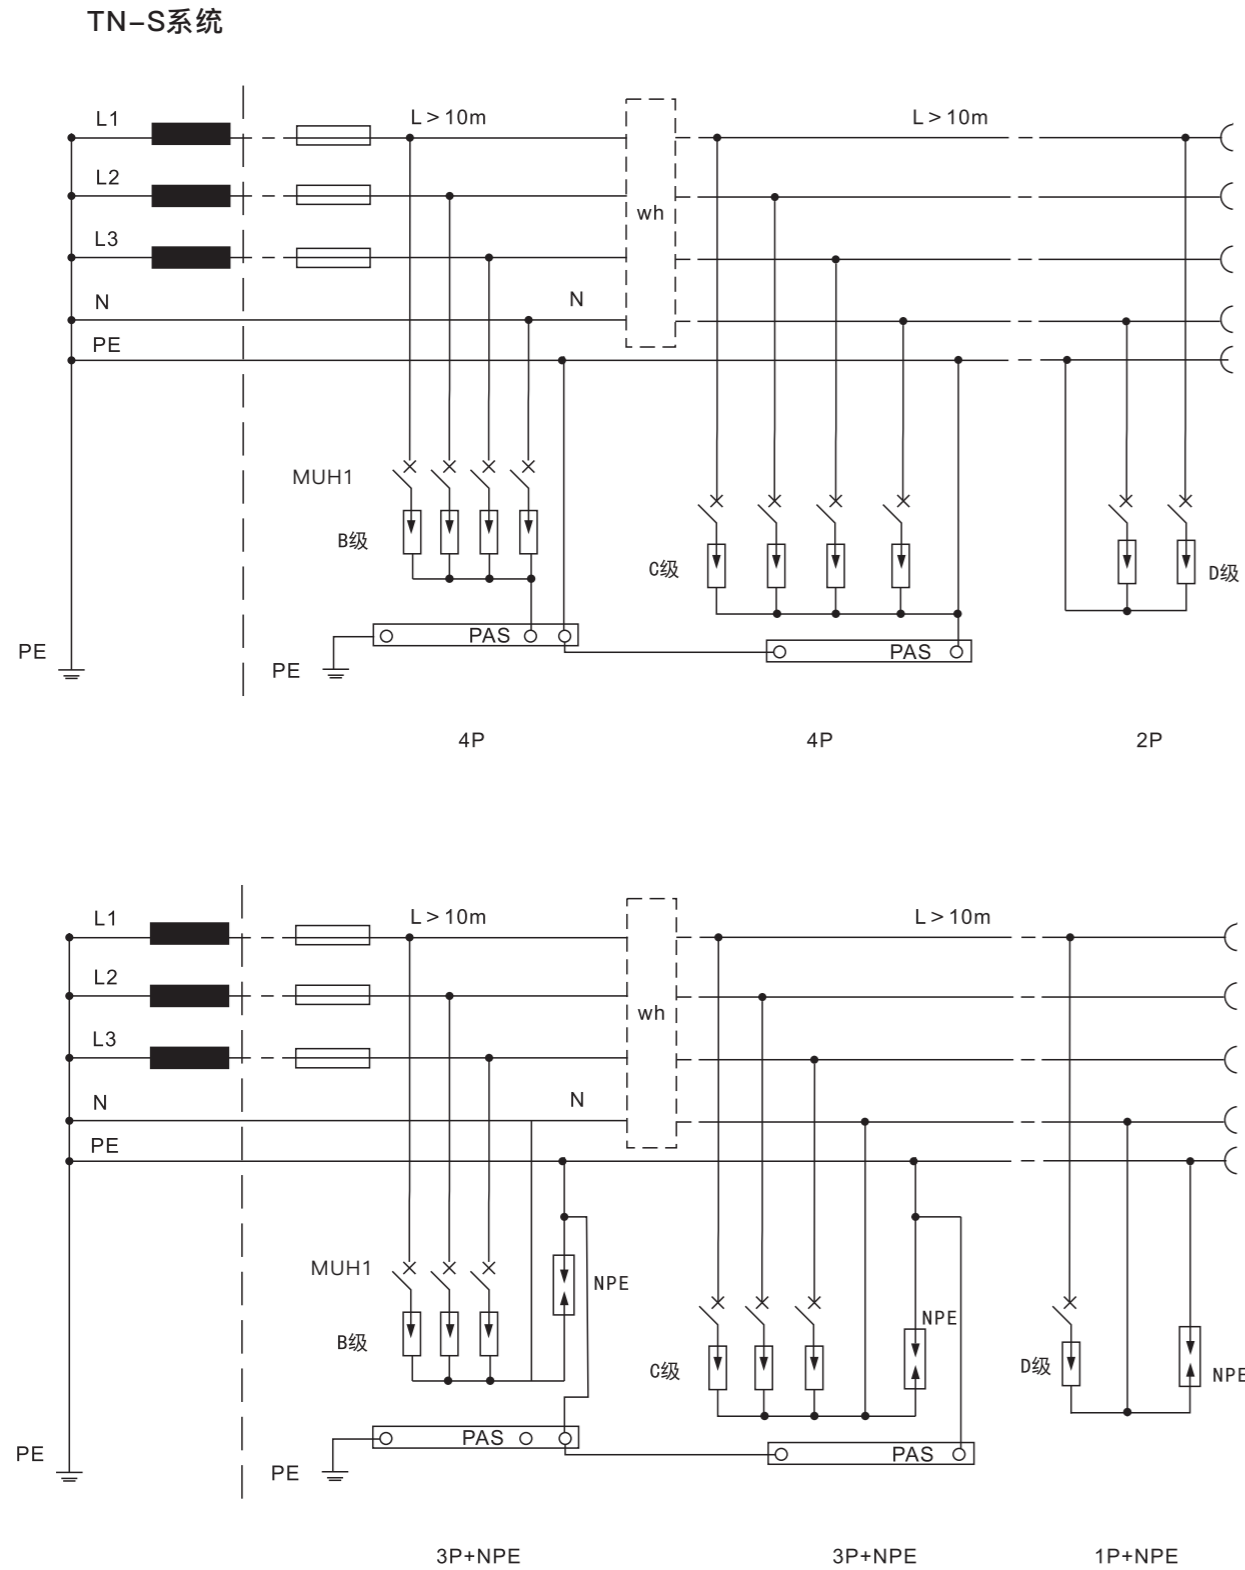 TN–S系统
L1
L>10m
L>10m
L2
wh
L3
N
N
PE
MUH1
B级
C级
D级
PAS
PE
PAS
PE
4P
4P
2P
L1
L>10m
L>10m
L2
wh
L3
N
N
PE
MUH1
NPE
NPE
B级
C级
D级
NPE
PAS
PE
PAS
PE
3P+NPE
3P+NPE
1P+NPE